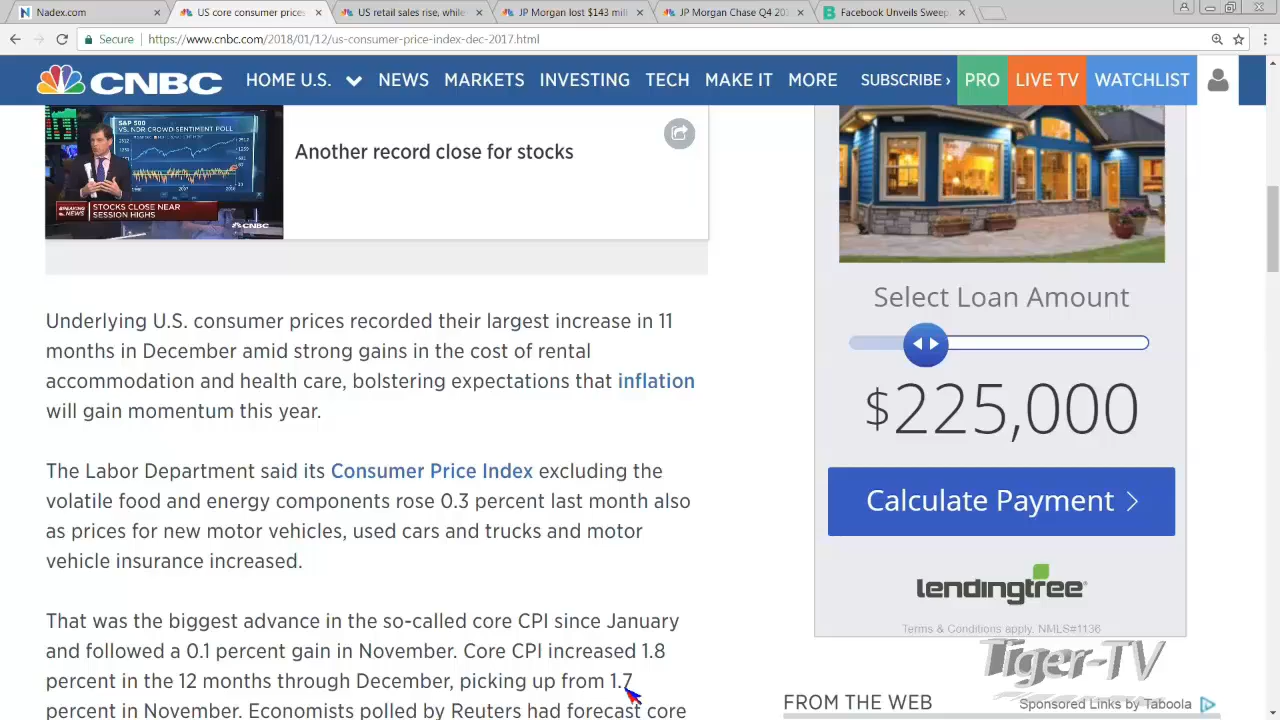 Nadex.com
US core consumer prices
US retail sales rise, while
JP Morgan lost $143 mill
JP Morgan Chase Q4 20
Facebook Unveils Sweep
Secure
https://www.cnbc.com/2018/01/12/us-consumer-price-index-dec-2017.html
CNBC
HOME U.S.
NEWS
MARKETS
INVESTING
TECH
MAKE IT
MORE
SUBSCRIBE ›
PRO
LIVE TV
WATCHLIST
S&P 500
VS. NDR CROWD SENTIMENT POLL
BREAKING NEWS
STOCKS CLOSE NEAR
SESSION HIGHS
CNBC
Another record close for stocks
Underlying U.S. consumer prices recorded their largest increase in 11
months in December amid strong gains in the cost of rental
accommodation and health care, bolstering expectations that inflation
will gain momentum this year.
The Labor Department said its Consumer Price Index excluding the
volatile food and energy components rose 0.3 percent last month also
as prices for new motor vehicles, used cars and trucks and motor
vehicle insurance increased.
That was the biggest advance in the so-called core CPI since January
and followed a 0.1 percent gain in November. Core CPI increased 1.8
percent in the 12 months through December, picking up from 1.7
percent in November. Economists polled by Reuters had forecast core
Select Loan Amount
$225,000
Calculate Payment
lendingtree
Terms & Conditions apply. NMLS#1136
Tiger-TV
FROM THE WEB
Sponsored Links by Taboola